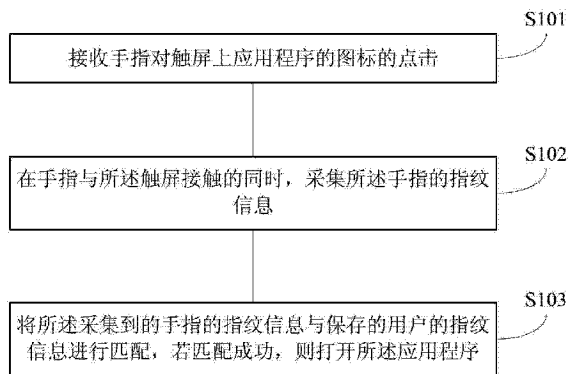 S101
接收手指对触屏上应用程序的图标的点击
S102
在手指与所述触屏接触的同时，采集所述手指的指纹
信息
S103
将所述采集到的手指的指纹信息与保存的用户的指纹
信息进行匹配，若匹配成功，则打开所述应用程序